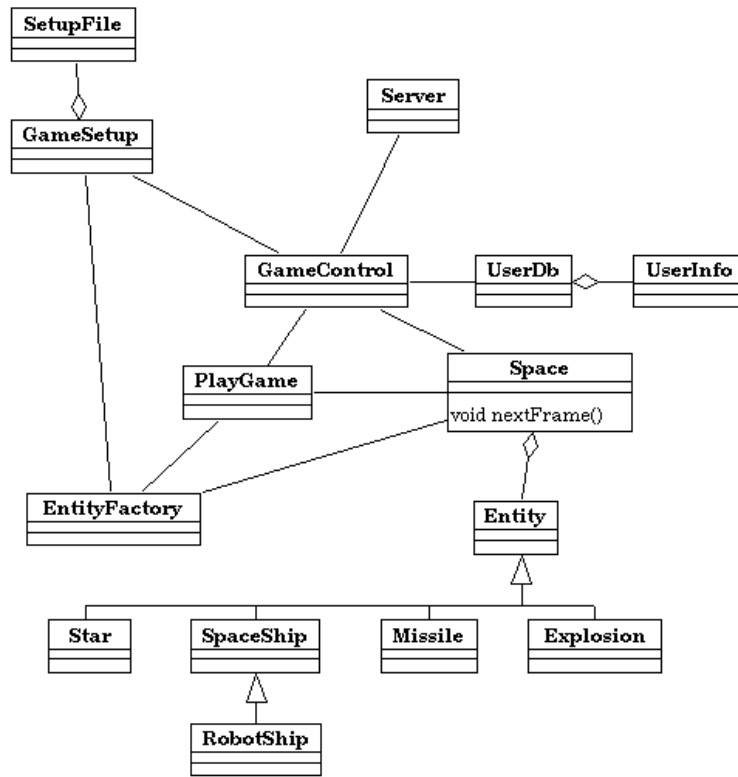 SetupFile
Server
GameSetup
GameControl
UserDb
UserInfo
PlayGame
Space
void nextFrame()
EntityFactory
Entity
Star
SpaceShip
Missile
Explosion
RobotShip